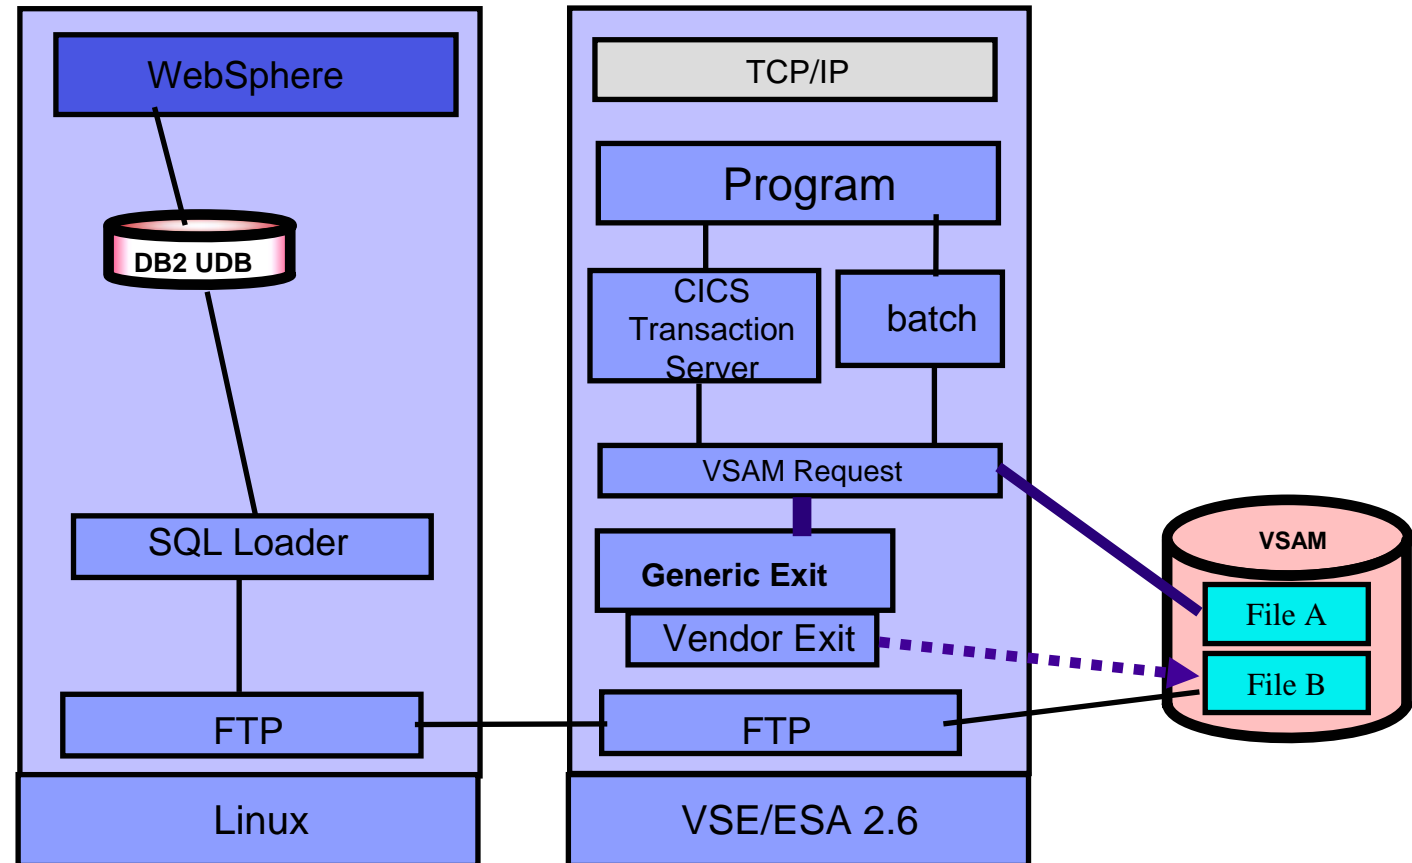 WebSphere
DB2 UDB
SQL Loader
FTP
Linux
TCP/IP
Program
CICS
Transaction
Server
batch
VSAM Request
Generic Exit
Vendor Exit
FTP
VSE/ESA 2.6
VSAM
File A
File B